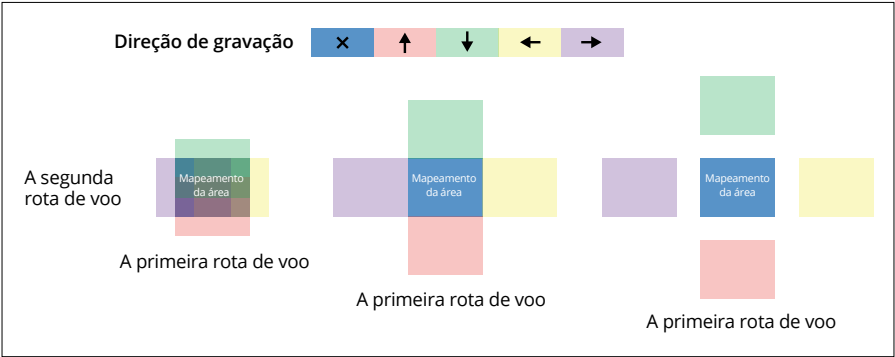 Direção de gravação
A segunda
rota de voo
Mapeamento
da área
A primeira rota de voo
Mapeamento
da área
A primeira rota de voo
Mapeamento
da área
A primeira rota de voo